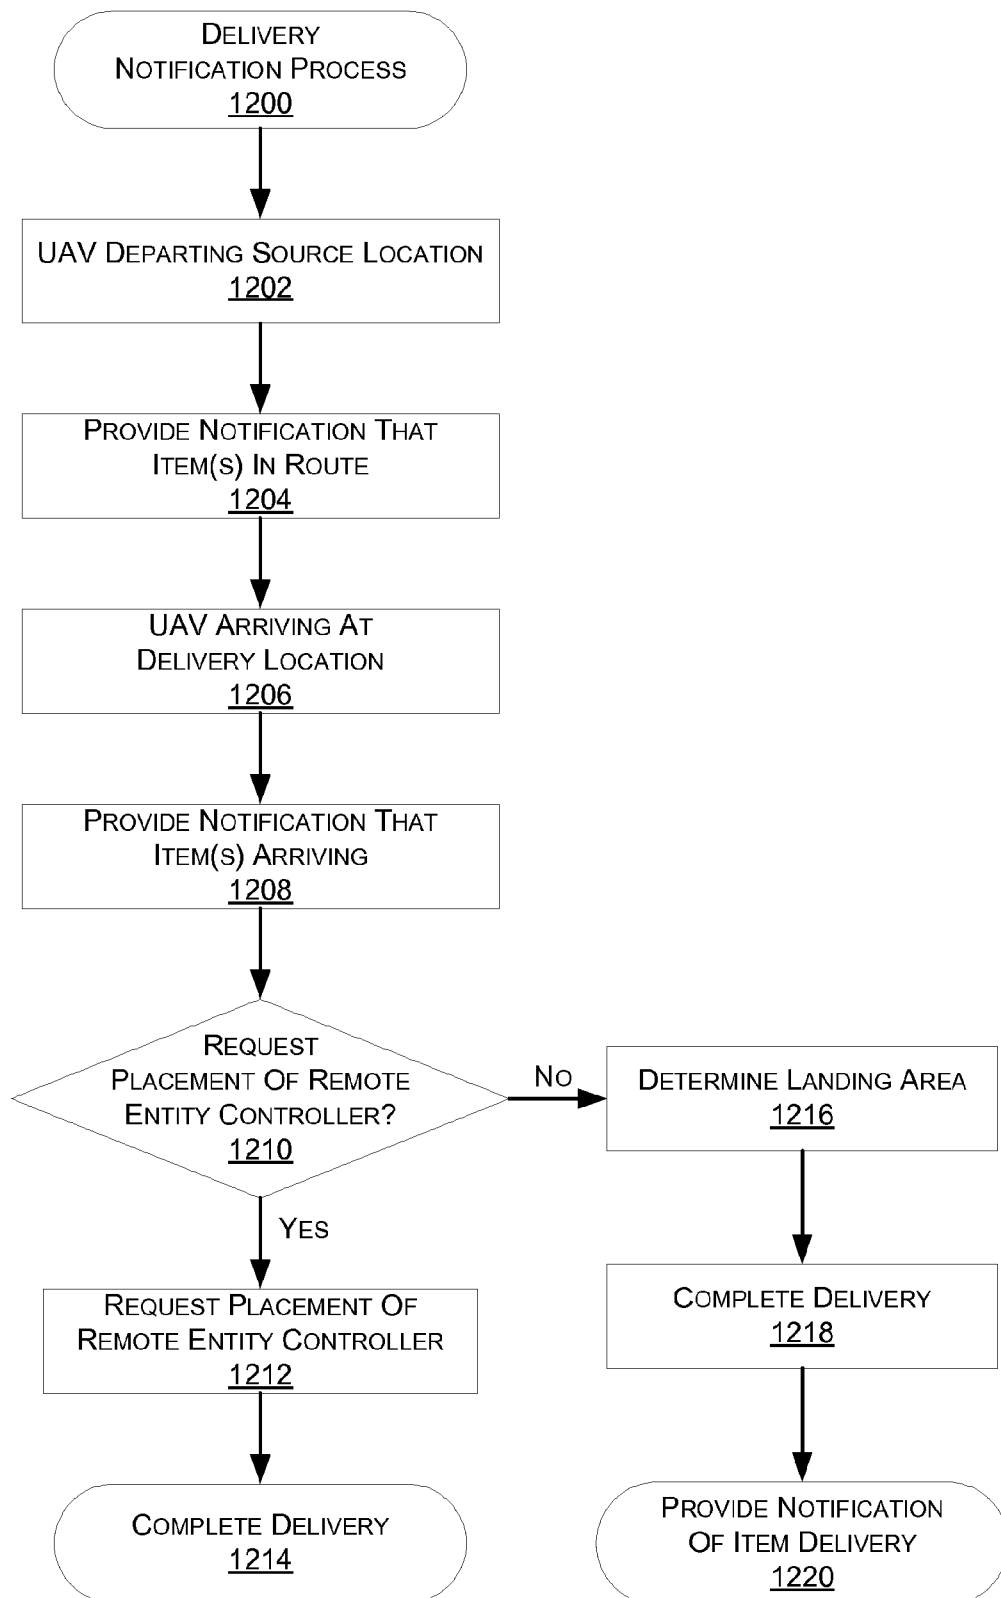 DELIVERY
NOTIFICATION PROCESS
1200
UAV DEPARTING SOURCE LOCATION
1202
PROVIDE NOTIFICATION THAT
ITEM(S) IN ROUTE
1204
UAV ARRIVING AT
DELIVERY LOCATION
1206
PROVIDE NOTIFICATION THAT
ITEM(S) ARRIVING
1208
REQUEST
PLACEMENT OF REMOTE
ENTITY CONTROLLER?
1210
NO
DETERMINE LANDING AREA
1216
YES
REQUEST PLACEMENT OF
REMOTE ENTITY CONTROLLER
1212
COMPLETE DELIVERY
1218
COMPLETE DELIVERY
1214
PROVIDE NOTIFICATION
OF ITEM DELIVERY
1220